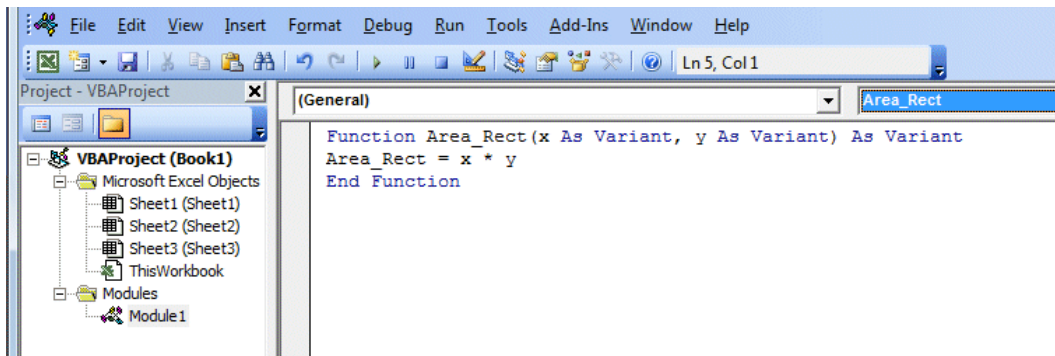 File Edit View Insert Format Debug Run Tools Add-Ins Window Help
Ln 5, Col 1
Project - VBAProject
(General) Area_Rect
VBAProject (Book1)
Microsoft Excel Objects
Sheet1 (Sheet1)
Sheet2 (Sheet2)
Sheet3 (Sheet3)
ThisWorkbook
Modules
Module1
Function Area_Rect(x As Variant, y As Variant) As Variant
Area_Rect = x * y
End Function